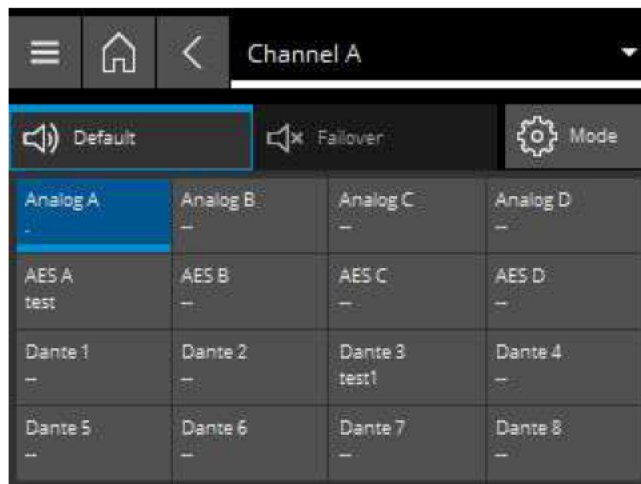 Channel A
Default
Failover
Mode
Analog A
-
Analog B
--
Analog C
--
Analog D
--
AES A
test
AES B
--
AES C
--
AES D
--
Dante 1
--
Dante 2
--
Dante 3
test1
Dante 4
--
Dante 5
--
Dante 6
--
Dante 7
--
Dante 8
--